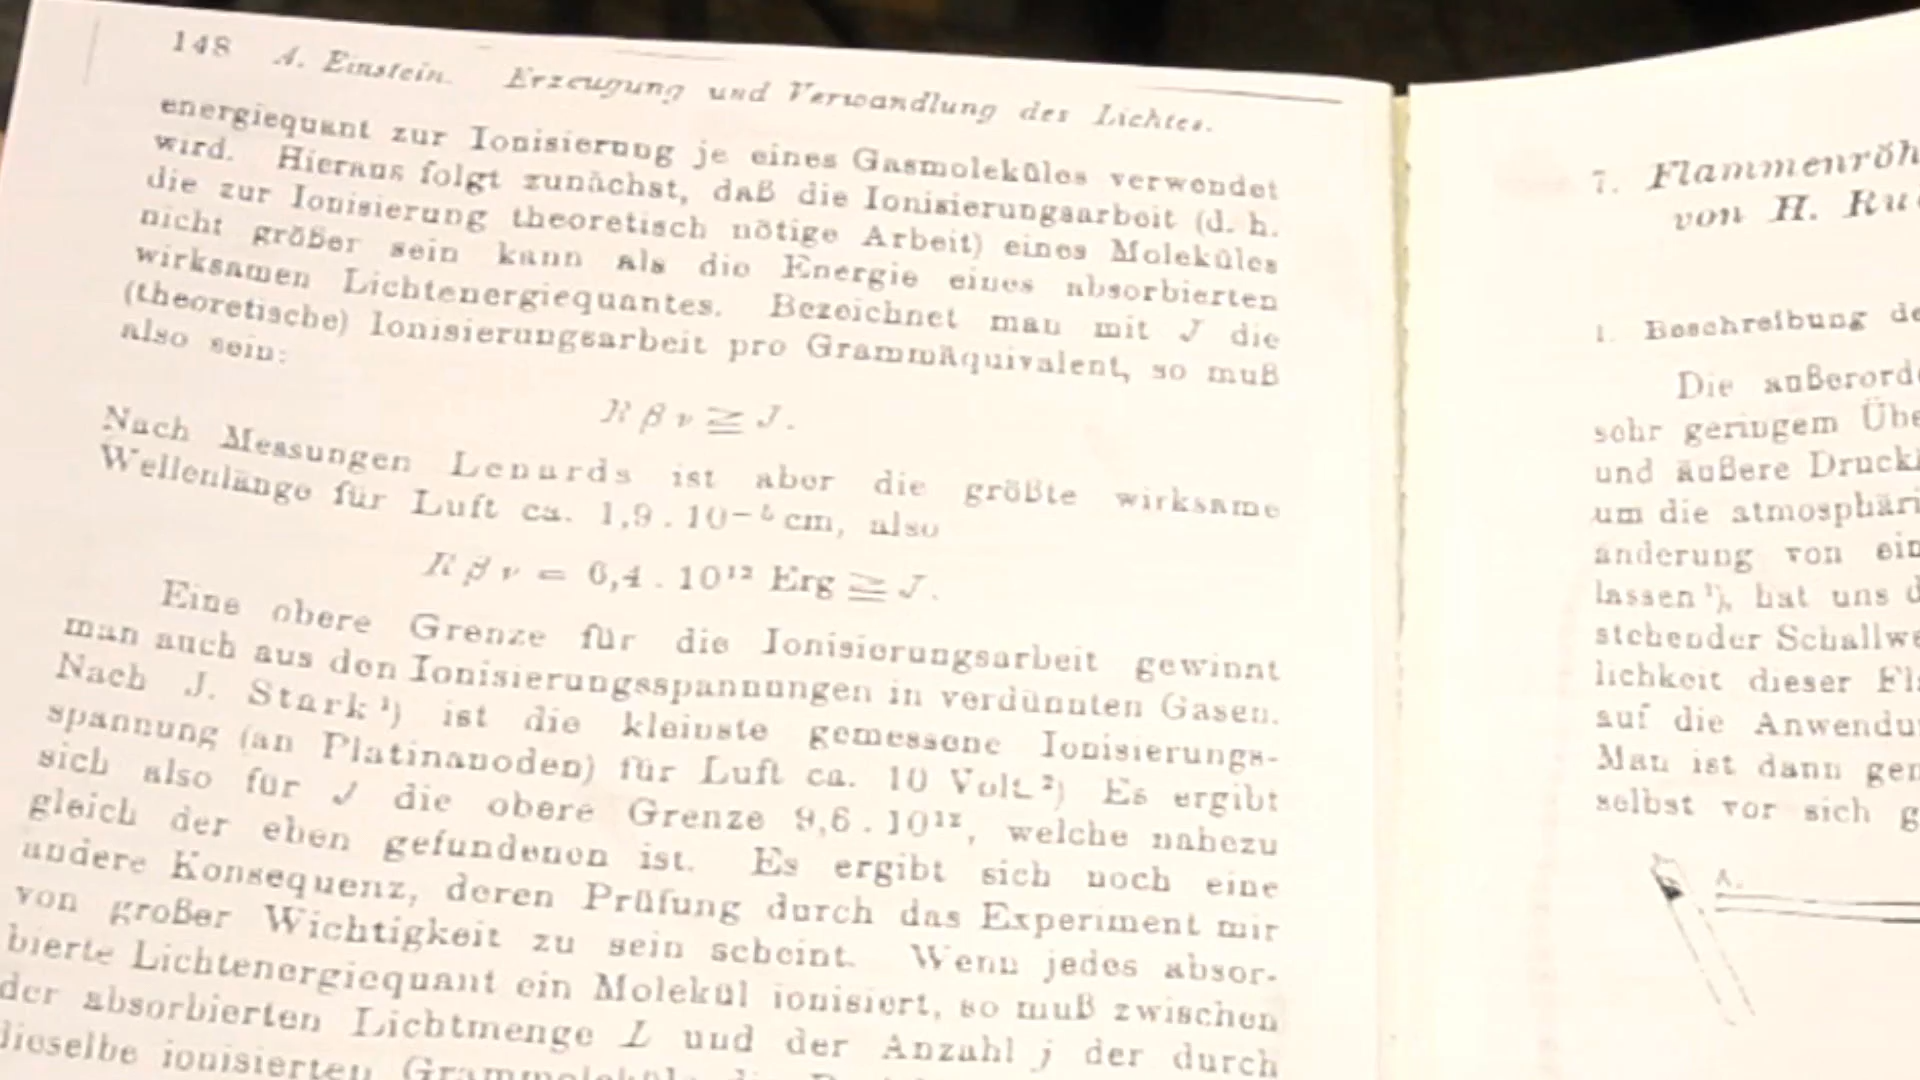 148 A. Einstein. Erzeugung und Verwandlung des Lichtes.
energiequant zur Ionisierung je eines Gasmoleküles verwendet
wird. Hieraus folgt zunächst, daß die Ionisierungsarbeit (d. h.
die zur Ionisierung theoretisch nötige Arbeit) eines Moleküles
nicht größer sein kann als die Energie eines absorbierten
wirksamen Lichtenergiequantes. Bezeichnet man mit J die
(theoretische) Ionisierungsarbeit pro Grammäquivalent, so muß
also sein:
R β ν ≧ J.
Nach Messungen Lenards ist aber die größte wirksame
Wellenlänge für Luft ca. 1,9 . 10⁻⁵ cm, also
R β ν = 6,4 . 10¹² Erg ≧ J.
Eine obere Grenze für die Ionisierungsarbeit gewinnt
man auch aus den Ionisierungsspannungen in verdünnten Gasen.
Nach J. Stark¹) ist die kleinste gemessene Ionisierungs-
spannung (an Platinanoden) für Luft ca. 10 Volt.²) Es ergibt
sich also für J die obere Grenze 9,6 . 10¹², welche nahezu
gleich der eben gefundenen ist. Es ergibt sich noch eine
andere Konsequenz, deren Prüfung durch das Experiment mir
von großer Wichtigkeit zu sein scheint. Wenn jedes absor-
bierte Lichtenergiequant ein Molekül ionisiert, so muß zwischen
der absorbierten Lichtmenge L und der Anzahl j der durch
dieselbe ionisierten
7. Flammenröh
von H. Ru
1. Beschreibung de
Die außerord
sehr geringem Übe
und äußere Druck
um die atmosphäri
änderung von ein
lassen¹), hat uns d
stehender Schallwe
lichkeit dieser Fl
auf die Anwendu
Man ist dann gen
selbst vor sich g
A.